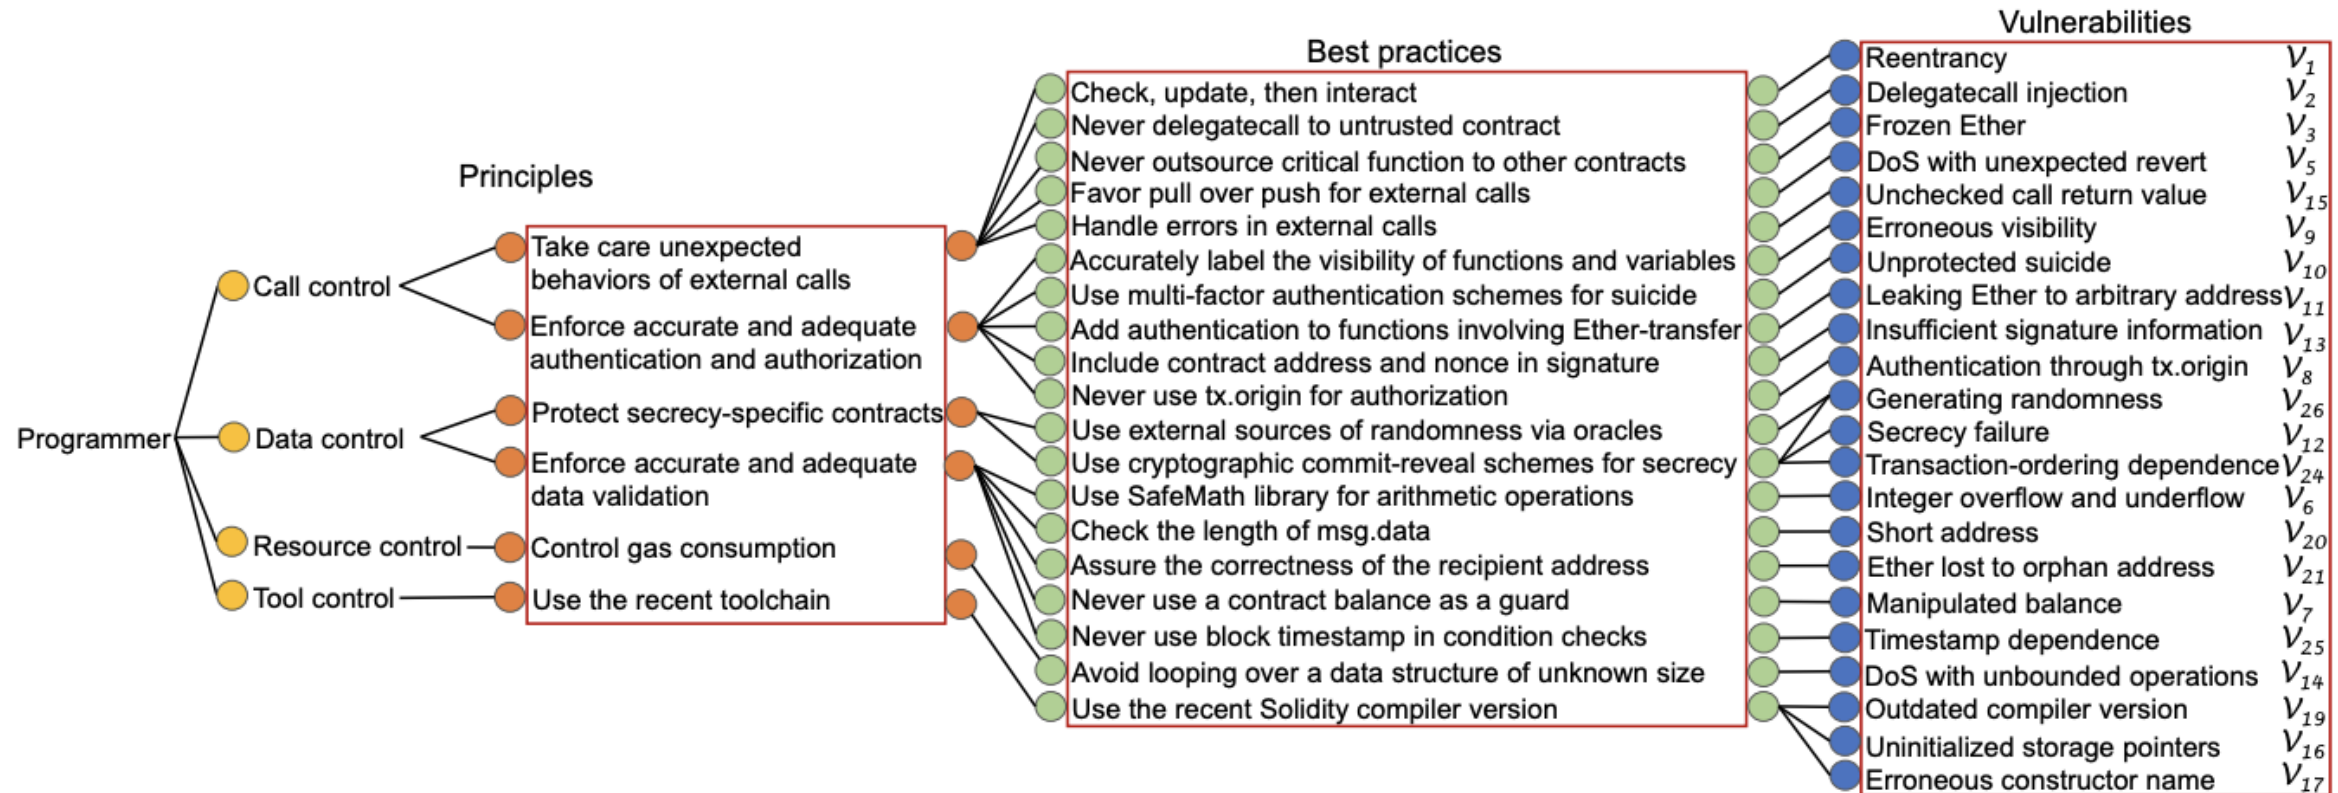 Vulnerabilities
Best practices
Principles
Programmer
Call control
Data control
Resource control
Tool control
Take care unexpected
behaviors of external calls
Enforce accurate and adequate
authentication and authorization
Protect secrecy-specific contracts
Enforce accurate and adequate
data validation
Control gas consumption
Use the recent toolchain
Check, update, then interact
Never delegatecall to untrusted contract
Never outsource critical function to other contracts
Favor pull over push for external calls
Handle errors in external calls
Accurately label the visibility of functions and variables
Use multi-factor authentication schemes for suicide
Add authentication to functions involving Ether-transfer
Include contract address and nonce in signature
Never use tx.origin for authorization
Use external sources of randomness via oracles
Use cryptographic commit-reveal schemes for secrecy
Use SafeMath library for arithmetic operations
Check the length of msg.data
Assure the correctness of the recipient address
Never use a contract balance as a guard
Never use block timestamp in condition checks
Avoid looping over a data structure of unknown size
Use the recent Solidity compiler version
Reentrancy V1
Delegatecall injection V2
Frozen Ether V3
DoS with unexpected revert V5
Unchecked call return value V15
Erroneous visibility V9
Unprotected suicide V10
Leaking Ether to arbitrary address V11
Insufficient signature information V13
Authentication through tx.origin V8
Generating randomness V26
Secrecy failure V12
Transaction-ordering dependence V24
Integer overflow and underflow V6
Short address V20
Ether lost to orphan address V21
Manipulated balance V7
Timestamp dependence V25
DoS with unbounded operations V14
Outdated compiler version V19
Uninitialized storage pointers V16
Erroneous constructor name V17